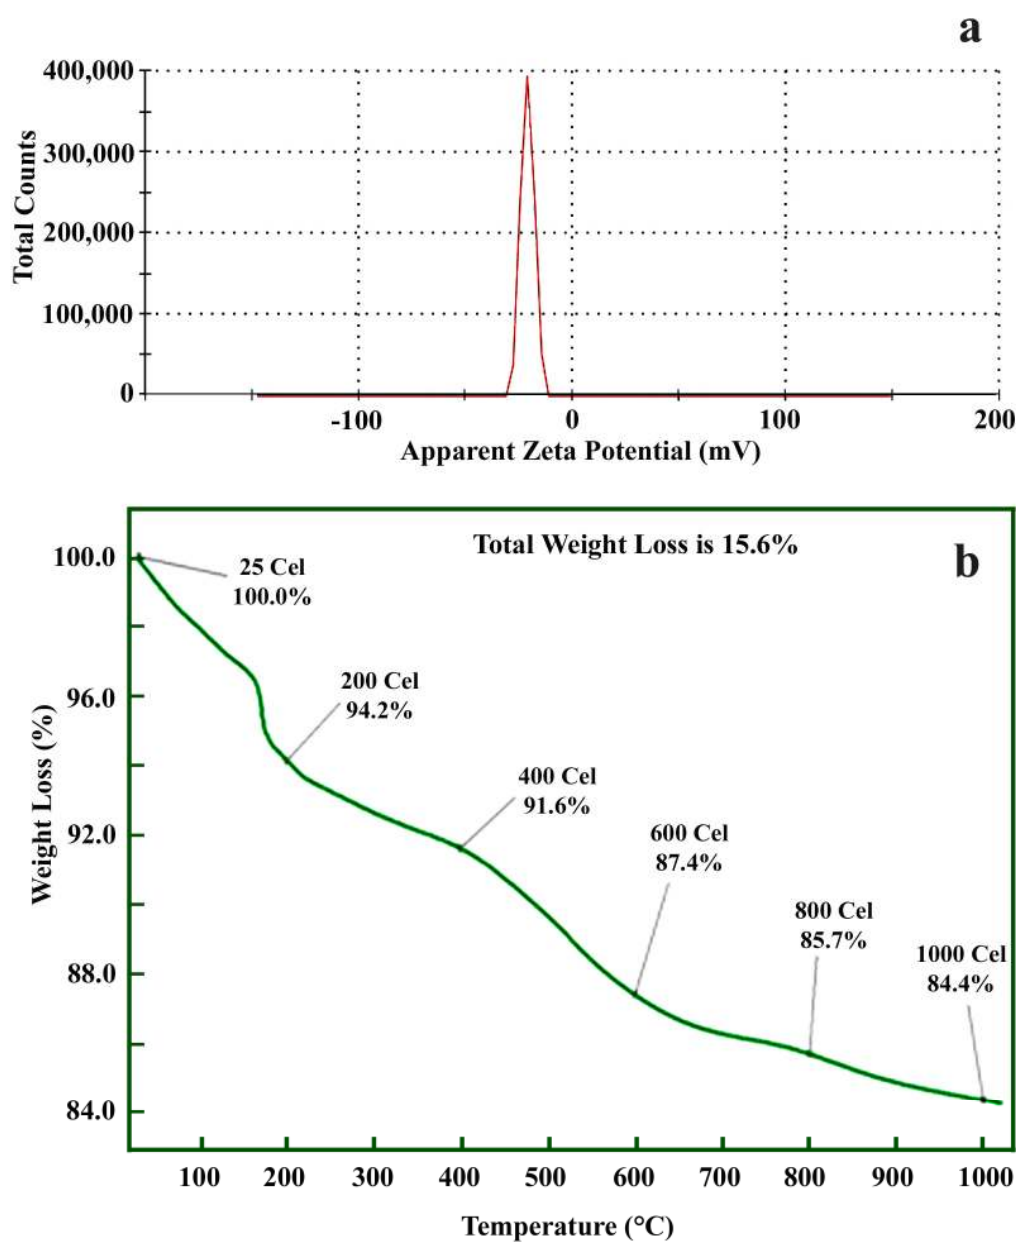 a
400,000
300,000
200,000
100,000
0
Total Counts
-100 0 100 200
Apparent Zeta Potential (mV)
Total Weight Loss is 15.6%
b
100.0
96.0
92.0
88.0
84.0
Weight Loss (%)
25 Cel
100.0%
200 Cel
94.2%
400 Cel
91.6%
600 Cel
87.4%
800 Cel
85.7%
1000 Cel
84.4%
100 200 300 400 500 600 700 800 900 1000
Temperature (°C)